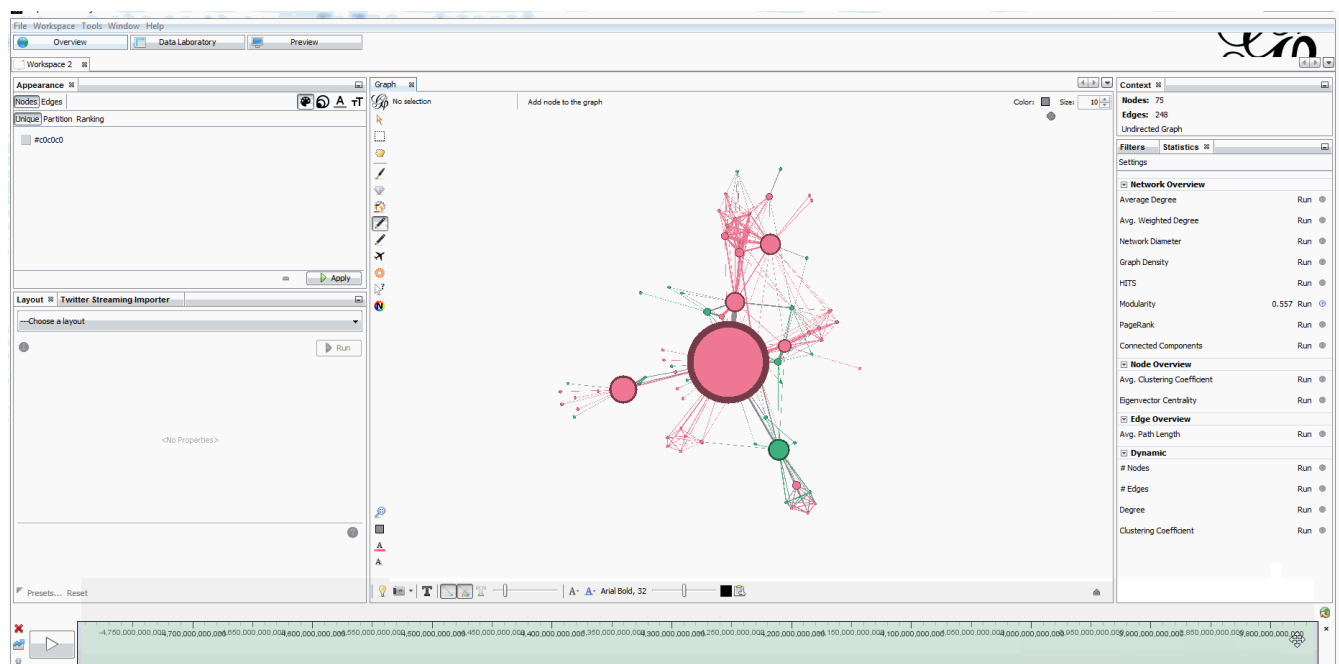 File Workspace Tools Window Help
Overview Data Laboratory Preview
Workspace 2
Appearance
Nodes Edges
Unique Partition Ranking
#c0c0c0
Apply
Layout Twitter Streaming Importer
---Choose a layout
Run
<No Properties>
Presets... Reset
Graph
No selection Add node to the graph Color: Size: 10
Arial Bold, 32
Context
Nodes: 75
Edges: 248
Undirected Graph
Filters Statistics
Settings
Network Overview
Average Degree Run
Avg. Weighted Degree Run
Network Diameter Run
Graph Density Run
HITS Run
Modularity 0.557 Run
PageRank Run
Connected Components Run
Node Overview
Avg. Clustering Coefficient Run
Eigenvector Centrality Run
Edge Overview
Avg. Path Length Run
Dynamic
# Nodes Run
# Edges Run
Degree Run
Clustering Coefficient Run